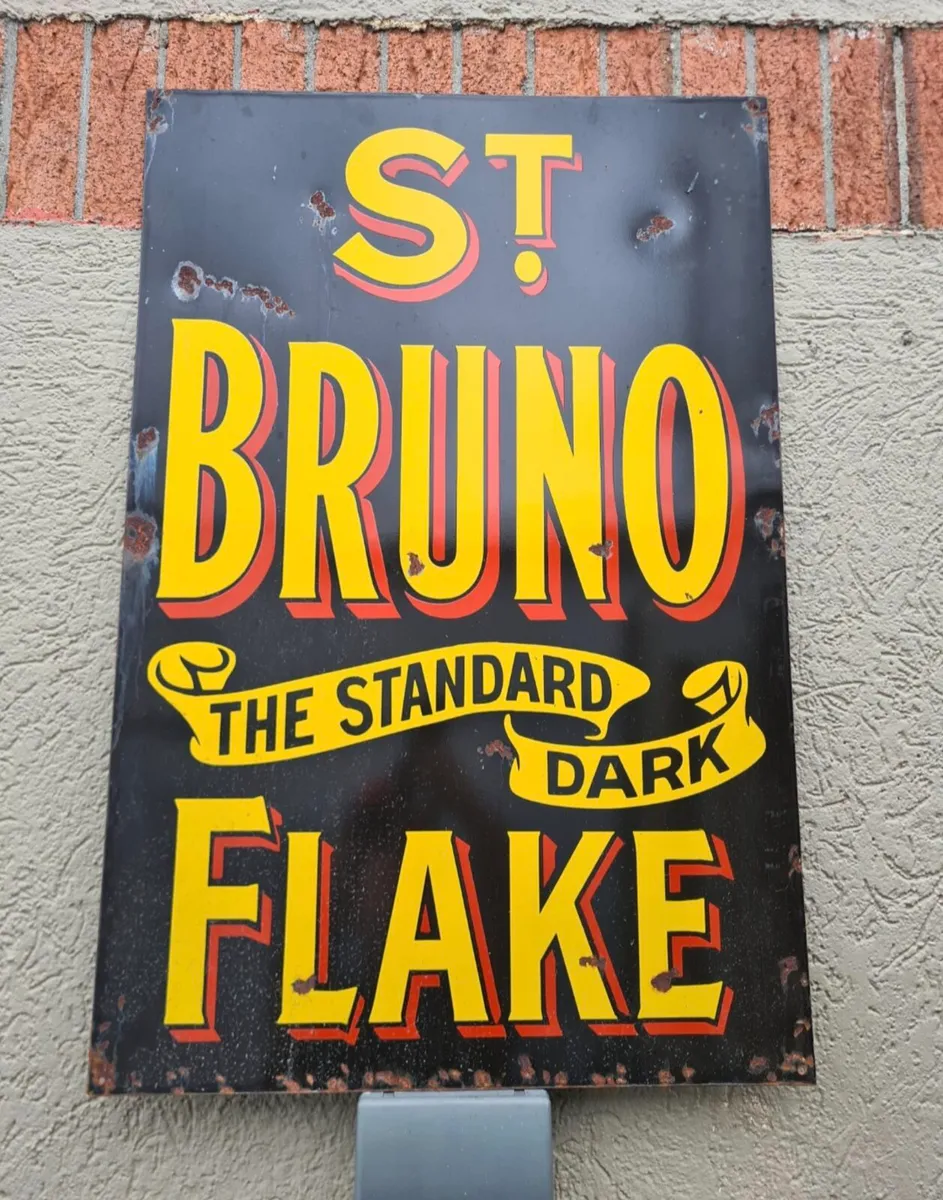 ST.
BRUNO
THE STANDARD
DARK
FLAKE